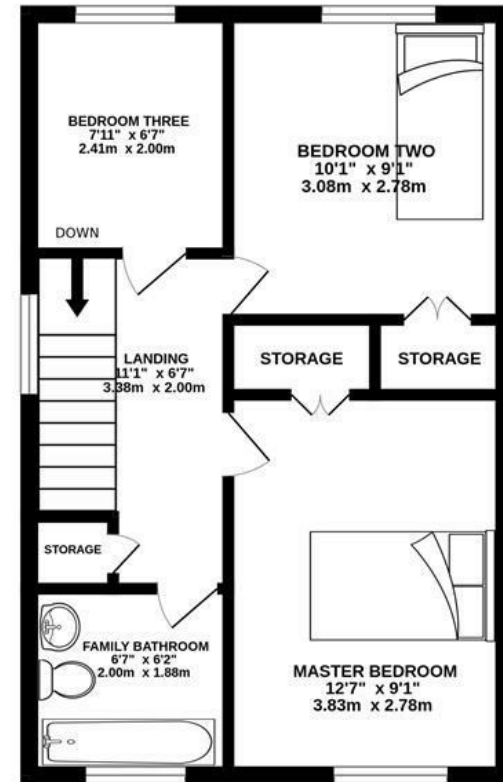 BEDROOM THREE
7'11" x 6'7"
2.41m x 2.00m
BEDROOM TWO
10'1" x 9'1"
3.08m x 2.78m
DOWN
LANDING
11'1" x 6'7"
3.38m x 2.00m
STORAGE
STORAGE
STORAGE
FAMILY BATHROOM
6'7" x 6'2"
2.00m x 1.88m
MASTER BEDROOM
12'7" x 9'1"
3.83m x 2.78m